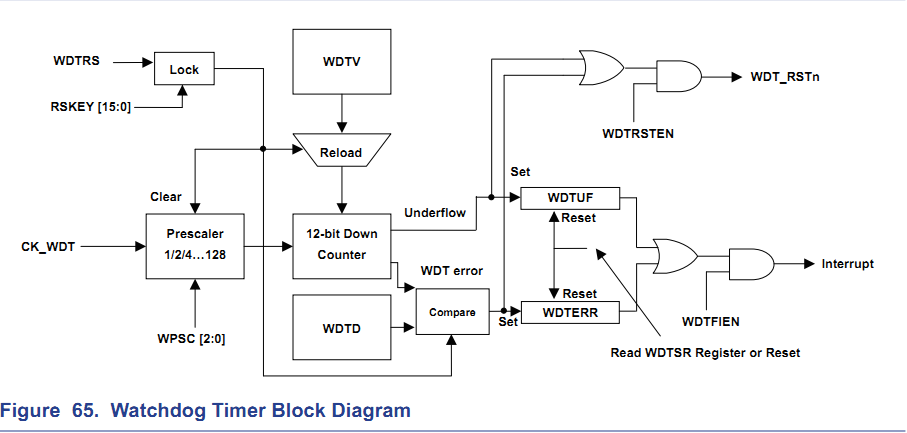 WDTRS
Lock
WDTV
WDT_RSTn
RSKEY [15:0]
WDTRSTEN
Reload
Set
Clear
WDTUF
Underflow
Reset
Prescaler
1/2/4...128
12-bit Down
Counter
CK_WDT
WDT error
Interrupt
Reset
WDTD
Compare
Set
WDTERR
WDTFIEN
WPSC [2:0]
Read WDTSR Register or Reset
Figure 65. Watchdog Timer Block Diagram